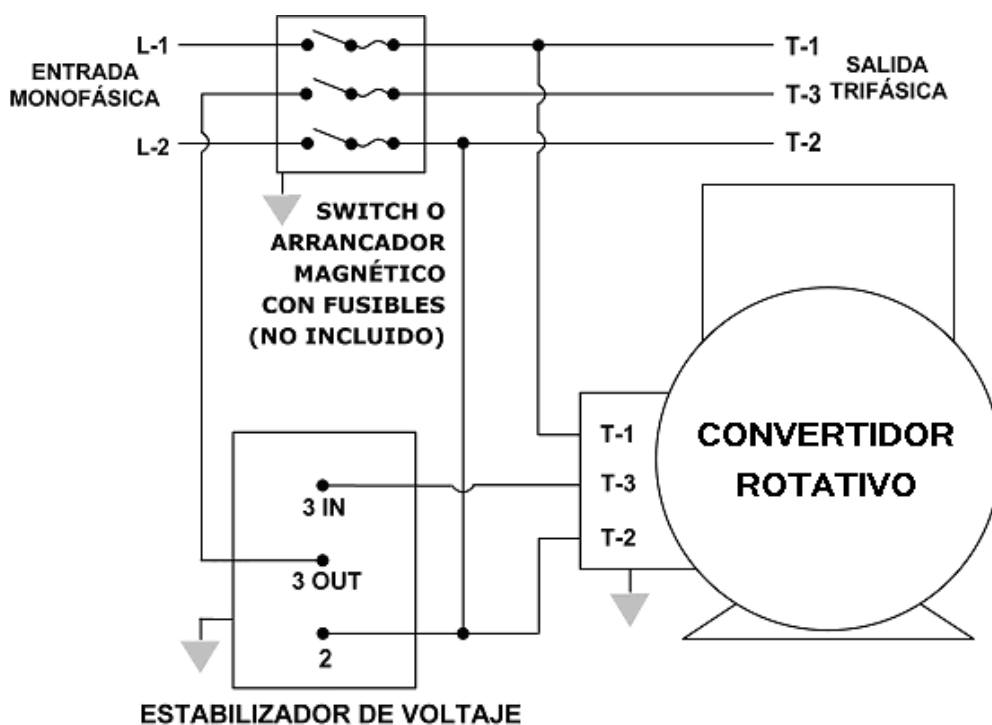 L-1
T-1
ENTRADA
MONOFÁSICA
SALIDA
TRIFÁSICA
T-3
L-2
T-2
SWITCH O
ARRANCADOR
MAGNÉTICO
CON FUSIBLES
(NO INCLUIDO)
T-1
T-3
T-2
CONVERTIDOR
ROTATIVO
3 IN
3 OUT
2
ESTABILIZADOR DE VOLTAJE